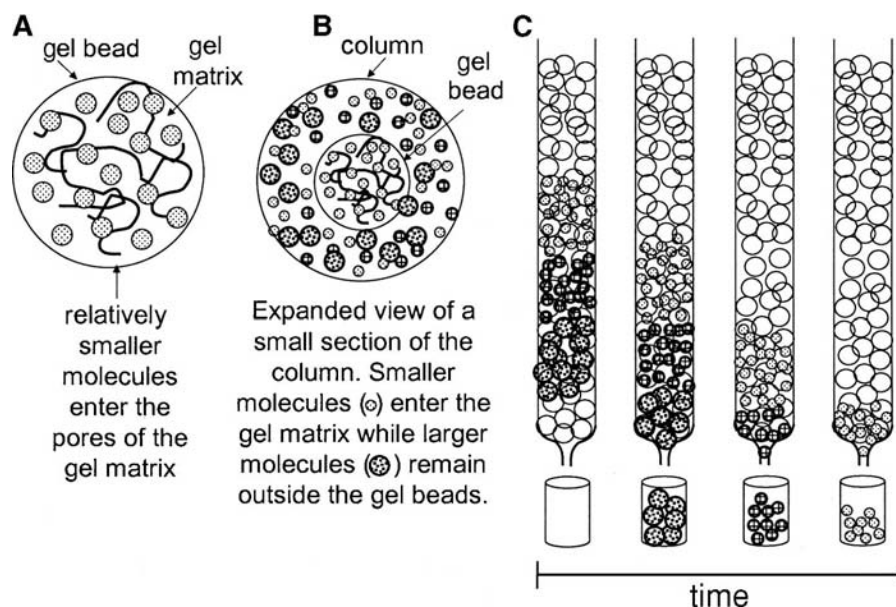 A
gel bead
gel
matrix
relatively
smaller
molecules
enter the
pores of the
gel matrix
B
column
gel
bead
Expanded view of a
small section of the
column. Smaller
molecules ( ) enter the
gel matrix while larger
molecules ( ) remain
outside the gel beads.
C
time